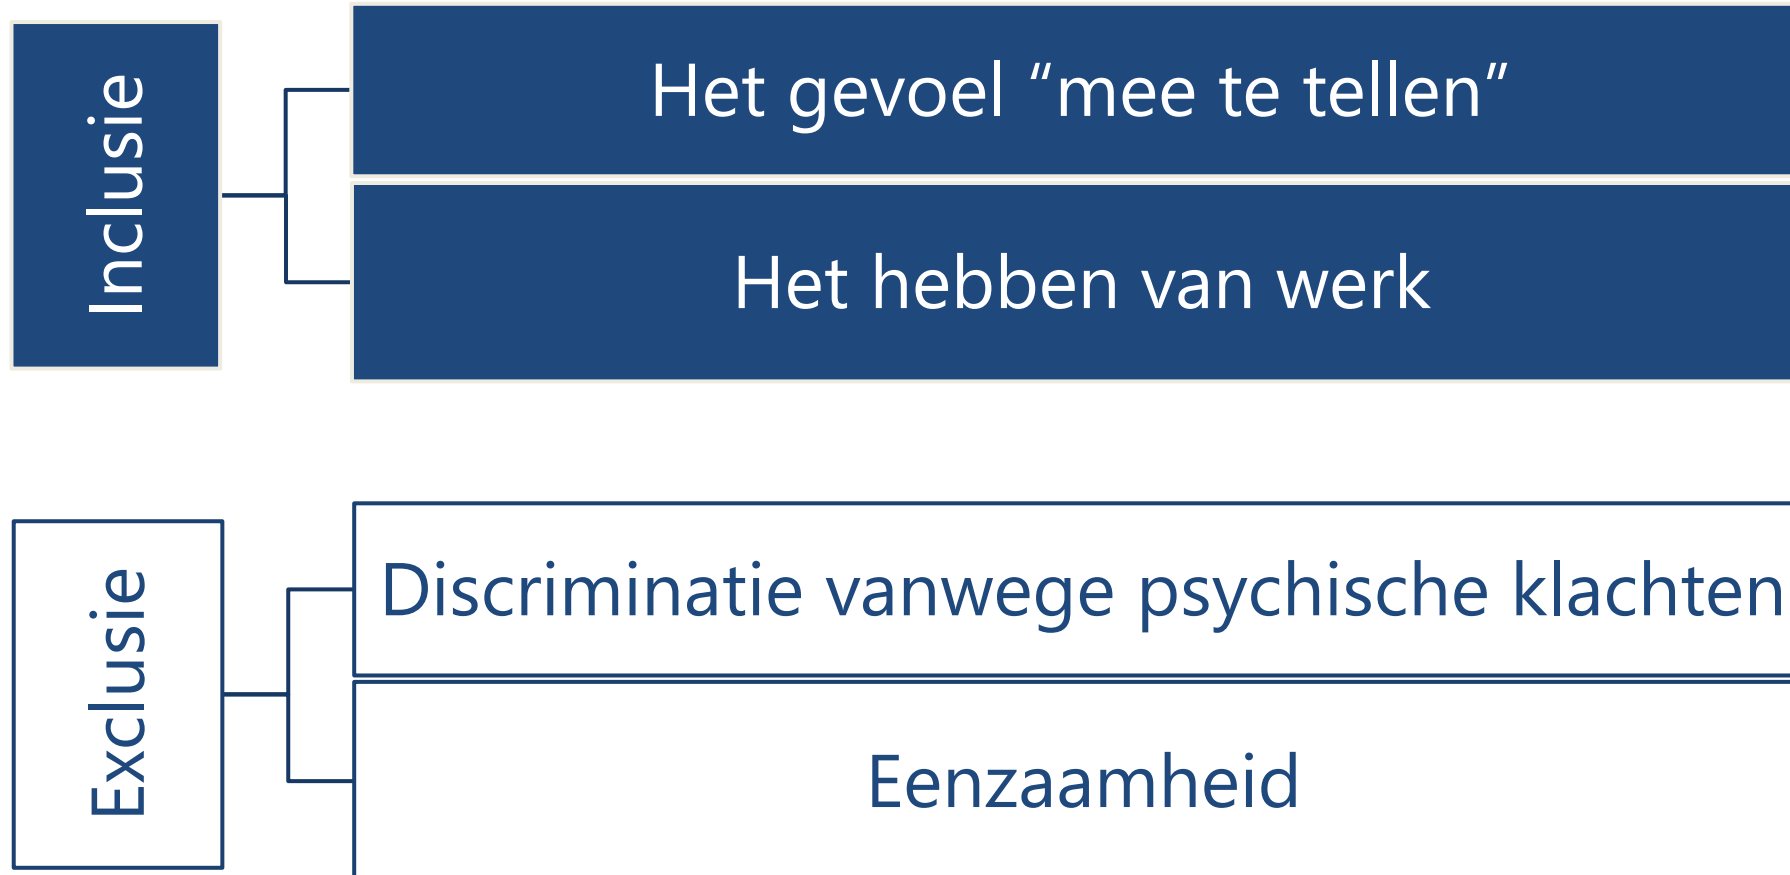 Inclusie
Het gevoel “mee te tellen”
Het hebben van werk
Exclusie
Discriminatie vanwege psychische klachten
Eenzaamheid